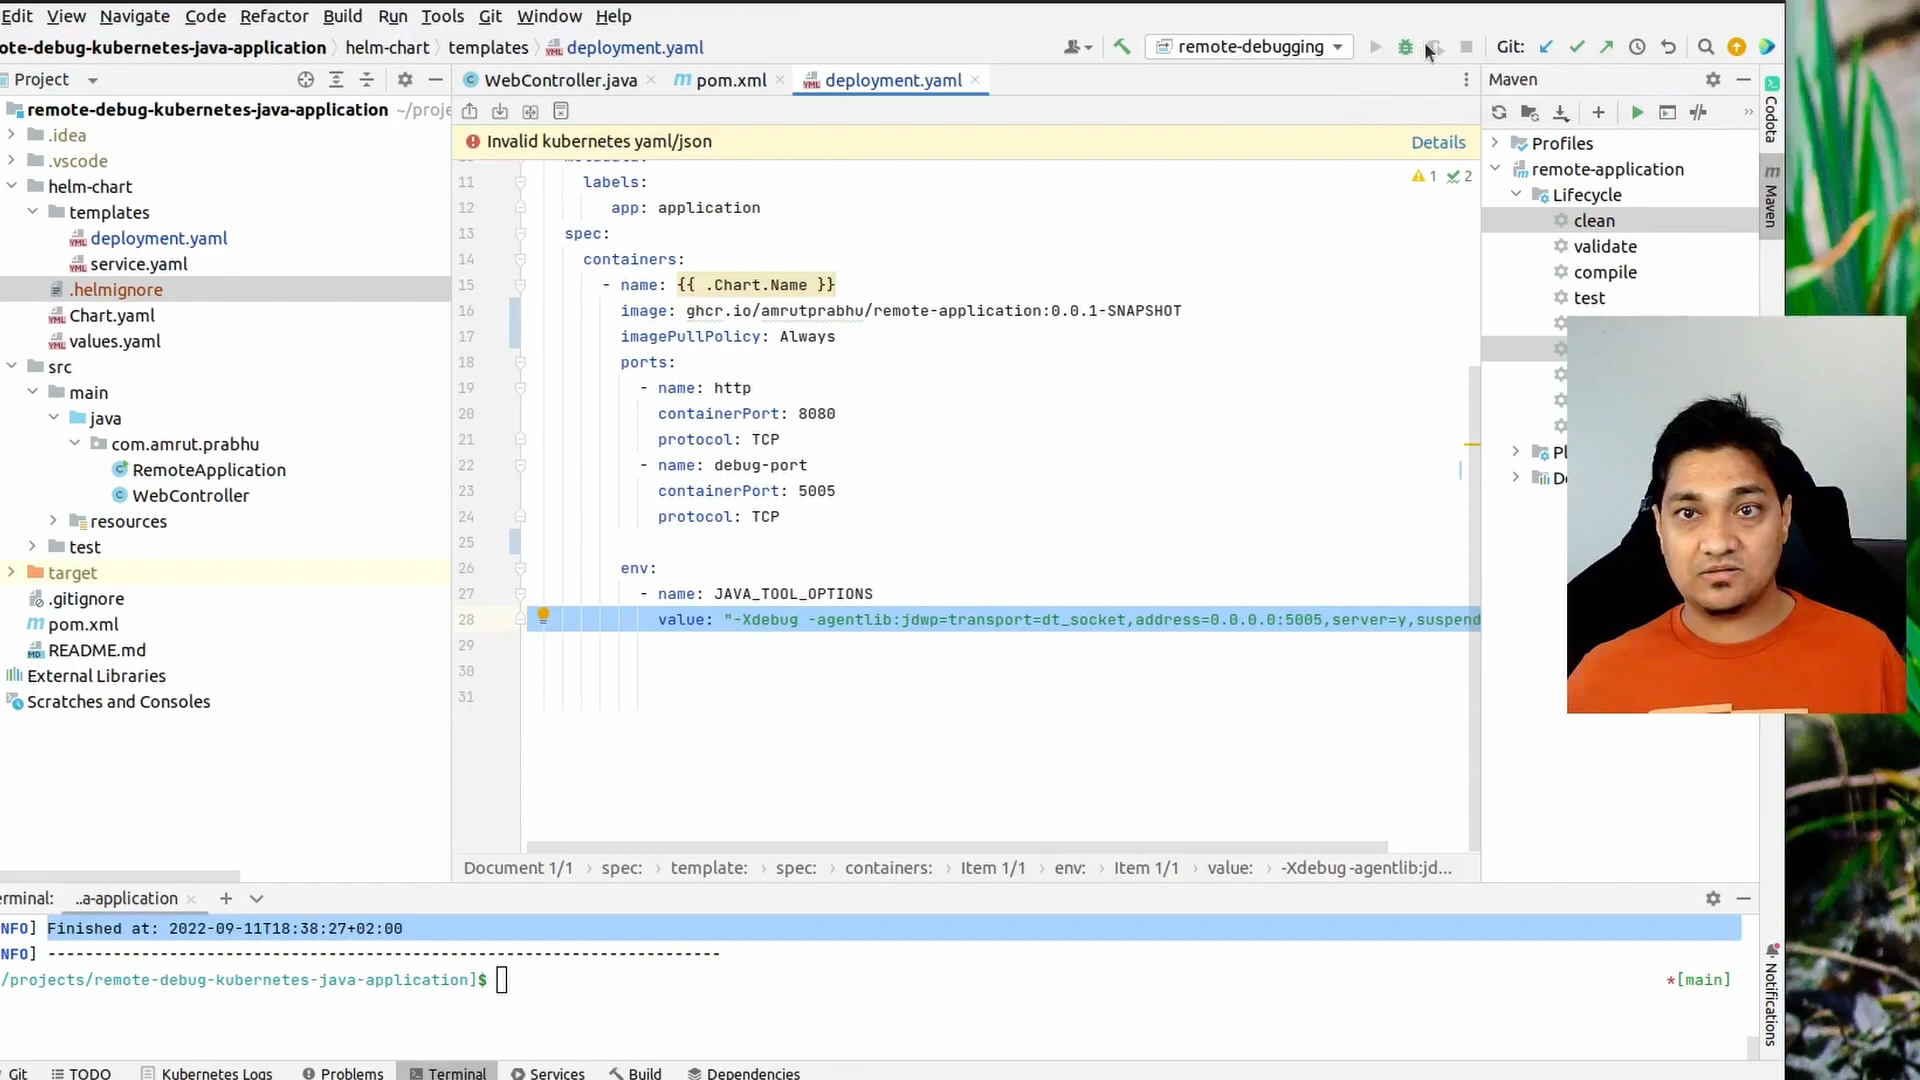 Edit View Navigate Code Refactor Build Run Tools Git Window Help
ote-debug-kubernetes-java-application helm-chart templates deployment.yaml
remote-debugging
Git:
Project
WebController.java
pom.xml
deployment.yaml
Maven
remote-debug-kubernetes-java-application ~/proje
.idea
.vscode
helm-chart
templates
deployment.yaml
service.yaml
.helmignore
Chart.yaml
values.yaml
src
main
java
com.amrut.prabhu
RemoteApplication
WebController
resources
test
target
.gitignore
pom.xml
README.md
External Libraries
Scratches and Consoles
Invalid kubernetes yaml/json
Details
1 2
11 labels:
12 app: application
13 spec:
14 containers:
15 - name: {{ .Chart.Name }}
16 image: ghcr.io/amrutprabhu/remote-application:0.0.1-SNAPSHOT
17 imagePullPolicy: Always
18 ports:
19 - name: http
20 containerPort: 8080
21 protocol: TCP
22 - name: debug-port
23 containerPort: 5005
24 protocol: TCP
25
26 env:
27 - name: JAVA_TOOL_OPTIONS
28 value: "-Xdebug -agentlib:jdwp=transport=dt_socket,address=0.0.0.0:5005,server=y,suspend
29
30
31
Document 1/1 spec: template: spec: containers: Item 1/1 env: Item 1/1 value: -Xdebug -agentlib:jd...
Profiles
remote-application
Lifecycle
clean
validate
compile
test
Pl
De
Codota
Maven
Notifications
erminal: ..a-application
NFO] Finished at: 2022-09-11T18:38:27+02:00
NFO] ------------------------------------------------------------------------
/projects/remote-debug-kubernetes-java-application]$
*[main]
Git TODO Kubernetes Logs Problems Terminal Services Build Dependencies